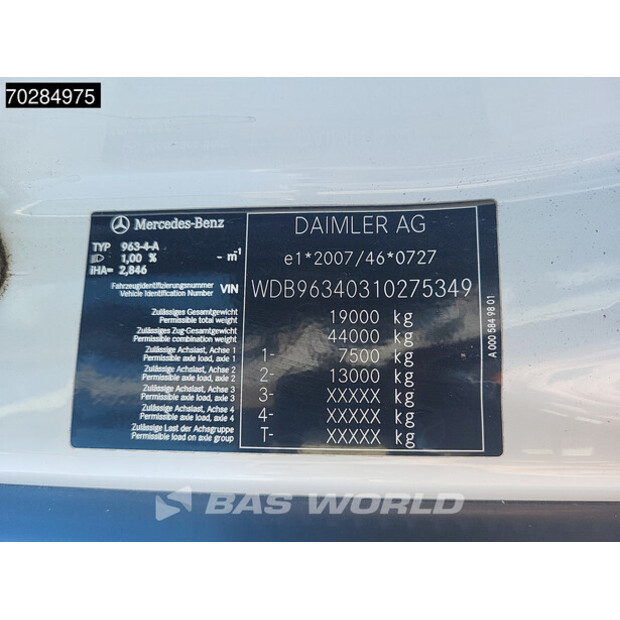 70284975
Mercedes-Benz DAIMLER AG
TYP 963-4-A
1,00 % - m⁻¹
IHA= 2,846
e1*2007/46*0727
Fahrzeugidentifizierungsnummer
Vehicle Identification Number VIN WDB96340310275349
Zulässiges Gesamtgewicht
Permissible total weight 19000 kg
Zulässiges Zug-Gesamtgewicht
Permissible combination weight 44000 kg
Zulässige Achslast, Achse 1
Permissible axle load, axle 1 1- 7500 kg
Zulässige Achslast, Achse 2
Permissible axle load, axle 2 2- 13000 kg
Zulässige Achslast, Achse 3
Permissible axle load, axle 3 3- XXXXX kg
Zulässige Achslast, Achse 4
Permissible axle load, axle 4 4- XXXXX kg
Zulässige Last der Achsgruppe
Permissible load on axle group T- XXXXX kg
A 000 584 98 01
BAS WORLD